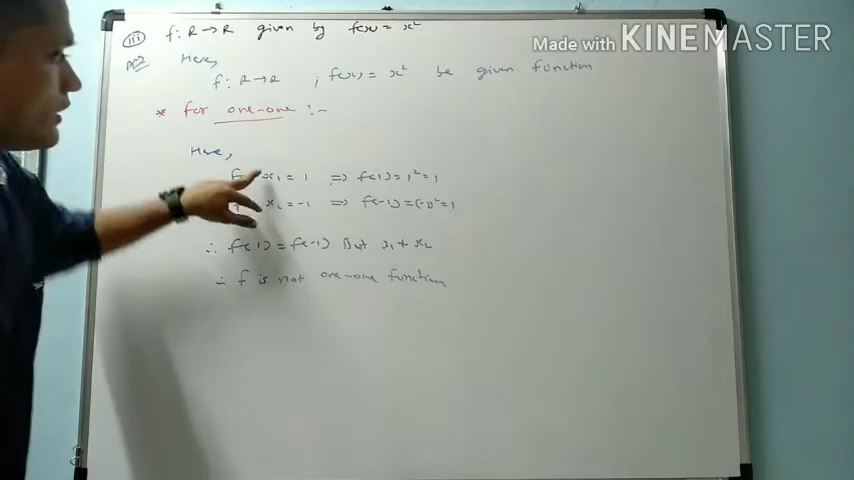 (iii) f: R→R given by f(x) = x²
Made with KINEMASTER
Here,
f: R→R , f(x) = x² be given function
* for one-one :-
Here,
x₁ = 1 ⇒ f(1) = 1² = 1
x₂ = -1 ⇒ f(-1) = (-1)² = 1
∴ f(1) = f(-1) But x₁ ≠ x₂
∴ f is not one-one function